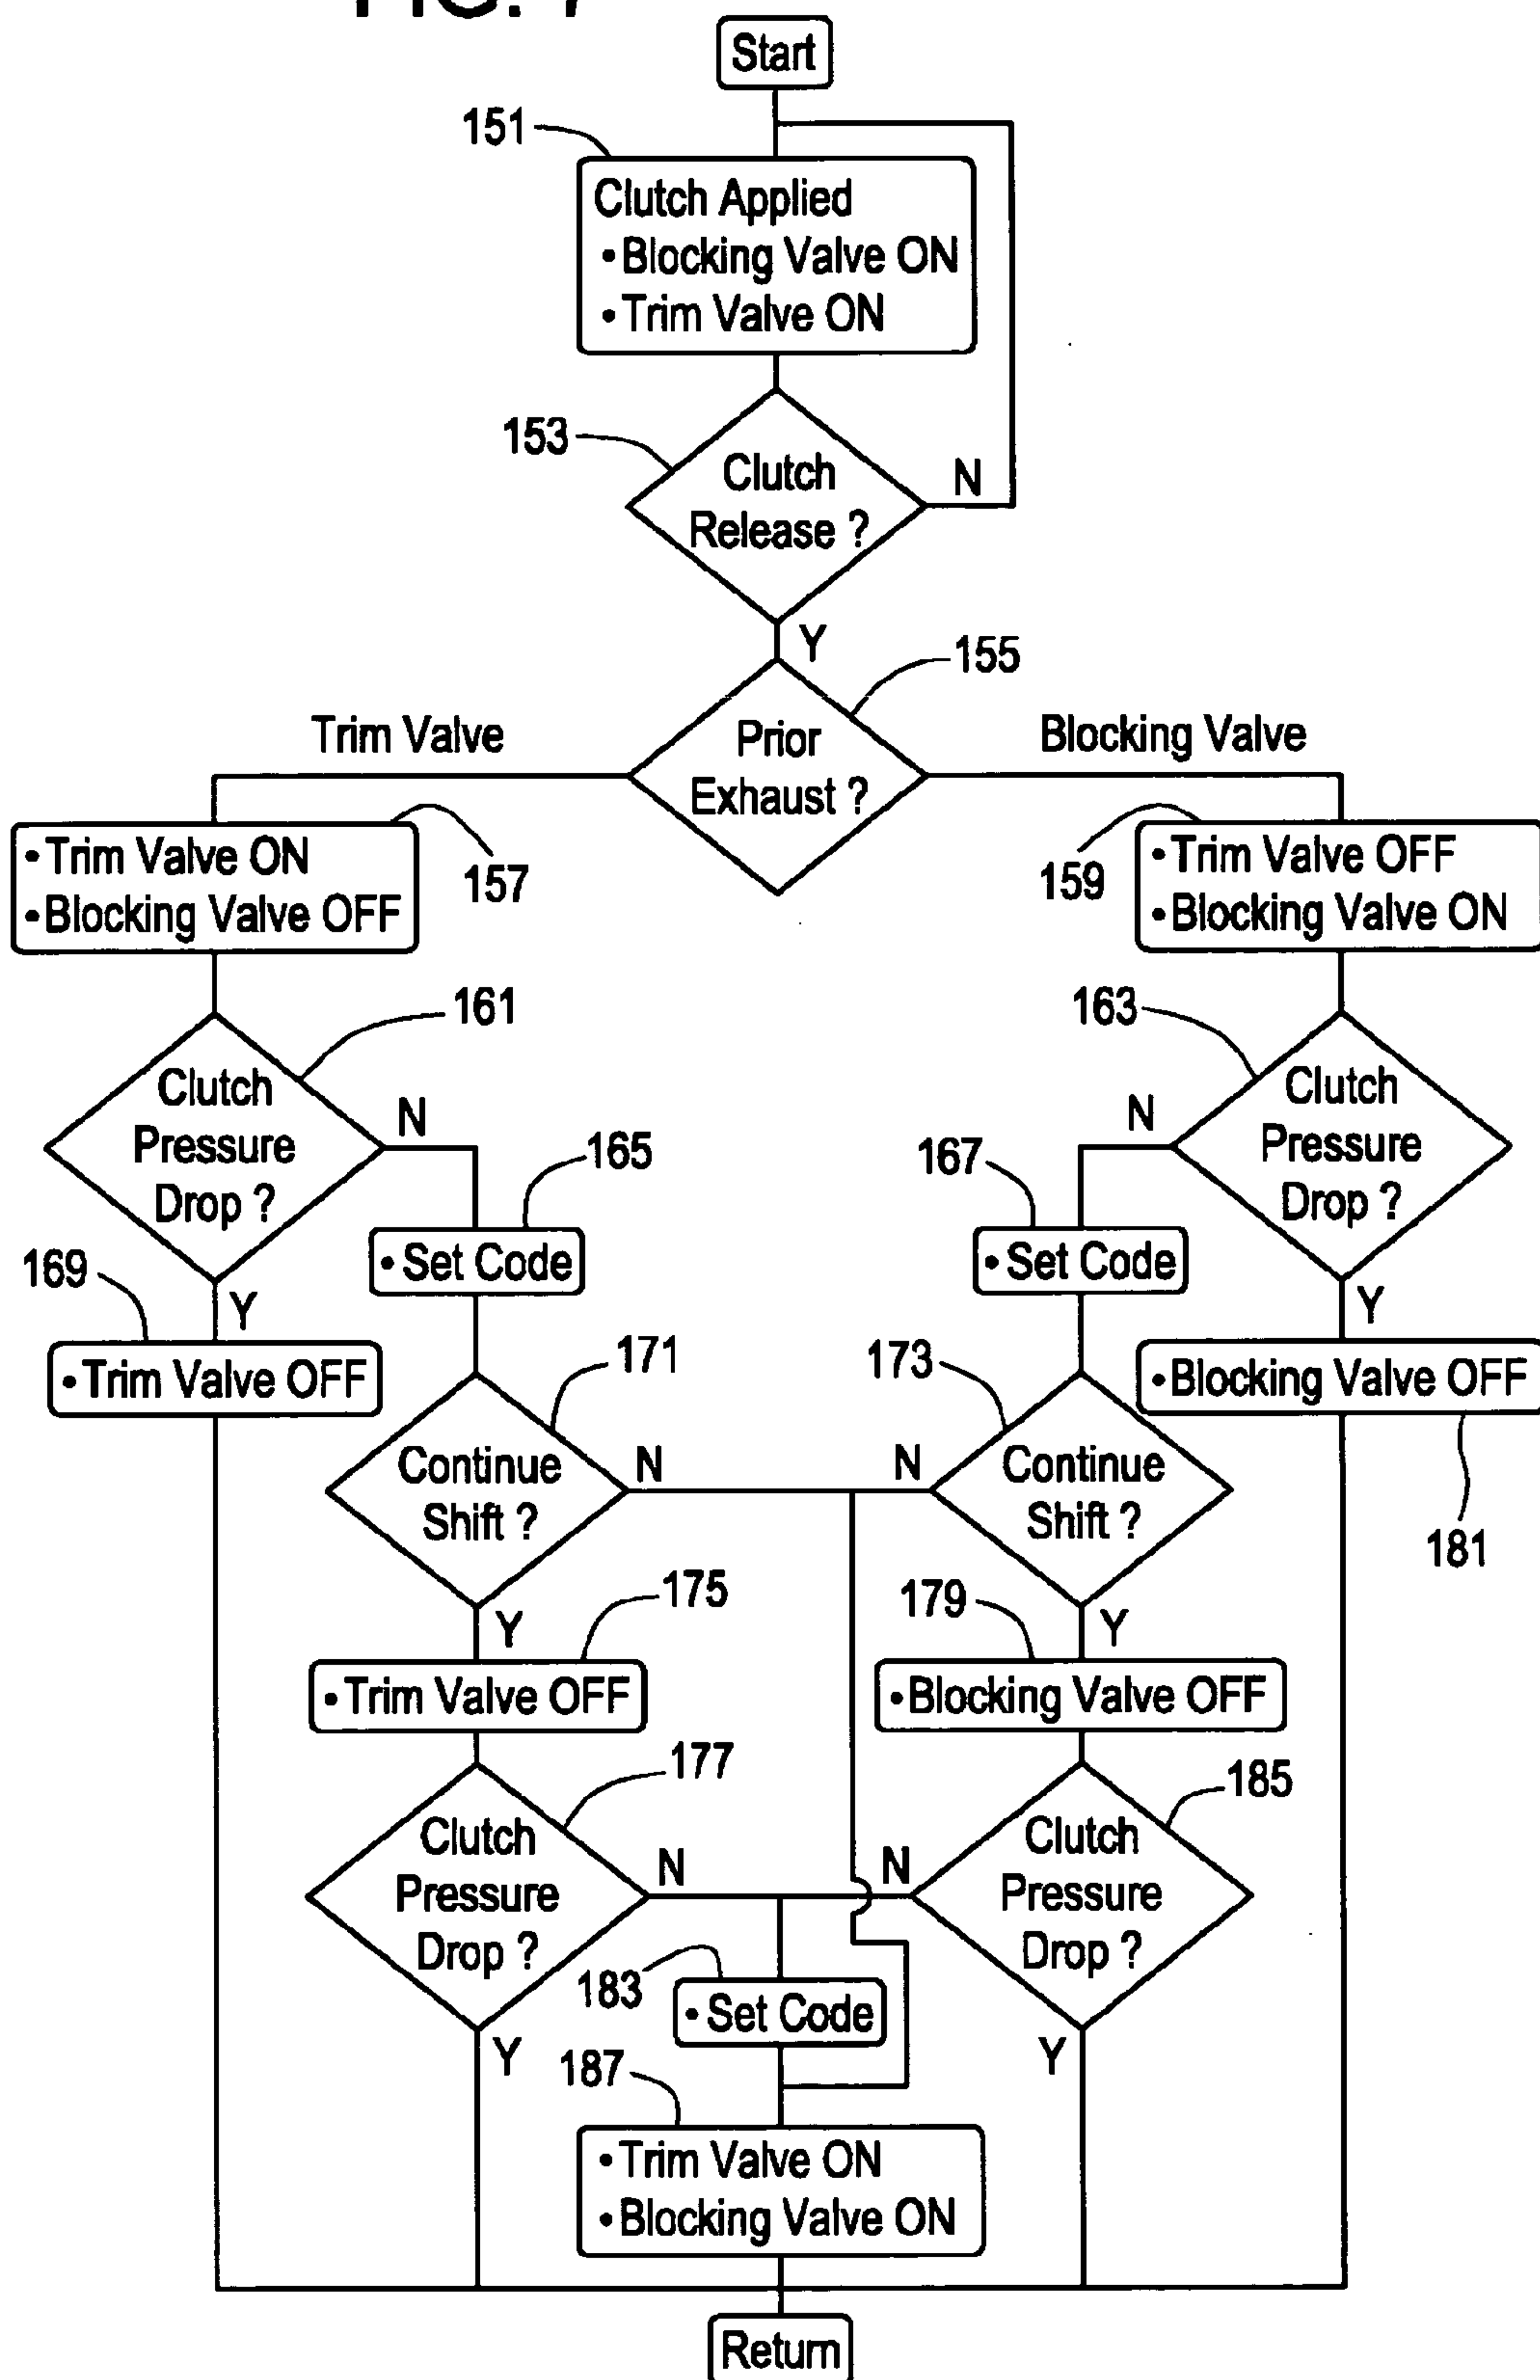 Start
151
Clutch Applied
• Blocking Valve ON
• Trim Valve ON
153
Clutch
Release ?
N
Y
155
Trim Valve
Prior
Exhaust ?
Blocking Valve
• Trim Valve ON
• Blocking Valve OFF
157
159
• Trim Valve OFF
• Blocking Valve ON
161
163
Clutch
Pressure
Drop ?
N
N
Clutch
Pressure
Drop ?
165
167
169
Y
• Set Code
• Set Code
Y
• Trim Valve OFF
171
173
• Blocking Valve OFF
181
Continue
Shift ?
N
N
Continue
Shift ?
175
Y
179
Y
• Trim Valve OFF
• Blocking Valve OFF
177
185
Clutch
Pressure
Drop ?
N
N
Clutch
Pressure
Drop ?
183
• Set Code
Y
187
Y
• Trim Valve ON
• Blocking Valve ON
Return